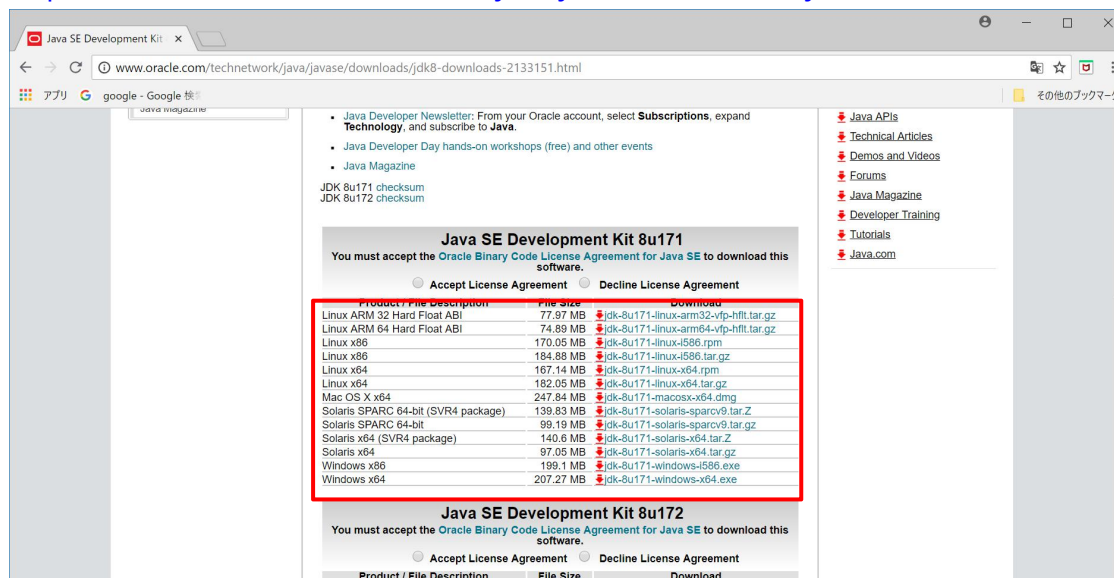 Java SE Development Kit
www.oracle.com/technetwork/java/javase/downloads/jdk8-downloads-2133151.html
アプリ google - Google 検
その他のブックマーク
Java Magazine
Java Developer Newsletter: From your Oracle account, select Subscriptions, expand
Technology, and subscribe to Java.
Java Developer Day hands-on workshops (free) and other events
Java Magazine
JDK 8u171 checksum
JDK 8u172 checksum
Java APIs
Technical Articles
Demos and Videos
Forums
Java Magazine
Developer Training
Tutorials
Java.com
Java SE Development Kit 8u171
You must accept the Oracle Binary Code License Agreement for Java SE to download this
software.
Accept License Agreement Decline License Agreement
Product / File Description File Size Download
Linux ARM 32 Hard Float ABI 77.97 MB jdk-8u171-linux-arm32-vfp-hflt.tar.gz
Linux ARM 64 Hard Float ABI 74.89 MB jdk-8u171-linux-arm64-vfp-hflt.tar.gz
Linux x86 170.05 MB jdk-8u171-linux-i586.rpm
Linux x86 184.88 MB jdk-8u171-linux-i586.tar.gz
Linux x64 167.14 MB jdk-8u171-linux-x64.rpm
Linux x64 182.05 MB jdk-8u171-linux-x64.tar.gz
Mac OS X x64 247.84 MB jdk-8u171-macosx-x64.dmg
Solaris SPARC 64-bit (SVR4 package) 139.83 MB jdk-8u171-solaris-sparcv9.tar.Z
Solaris SPARC 64-bit 99.19 MB jdk-8u171-solaris-sparcv9.tar.gz
Solaris x64 (SVR4 package) 140.6 MB jdk-8u171-solaris-x64.tar.Z
Solaris x64 97.05 MB jdk-8u171-solaris-x64.tar.gz
Windows x86 199.1 MB jdk-8u171-windows-i586.exe
Windows x64 207.27 MB jdk-8u171-windows-x64.exe
Java SE Development Kit 8u172
You must accept the Oracle Binary Code License Agreement for Java SE to download this
software.
Accept License Agreement Decline License Agreement
Product / File Description File Size Download